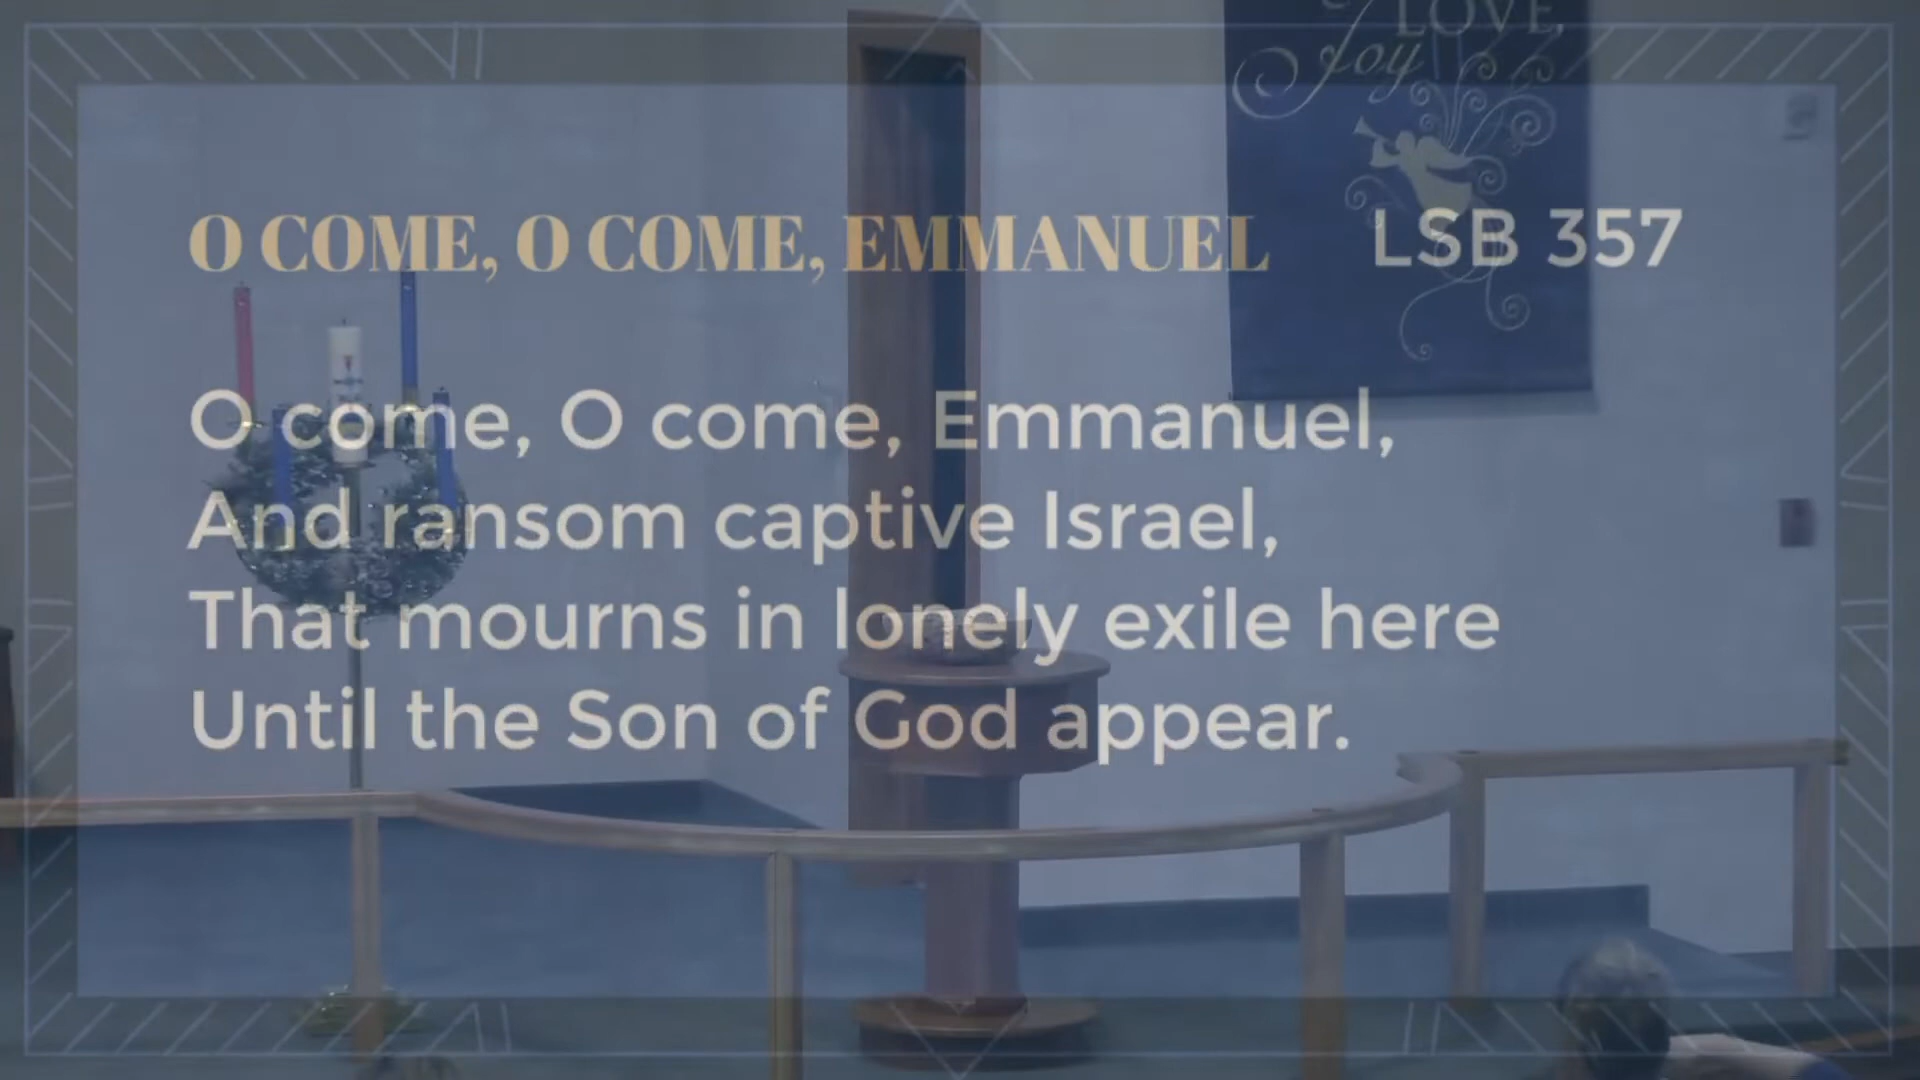 LOVE,
Joy
O COME, O COME, EMMANUEL LSB 357
O come, O come, Emmanuel,
And ransom captive Israel,
That mourns in lonely exile here
Until the Son of God appear.